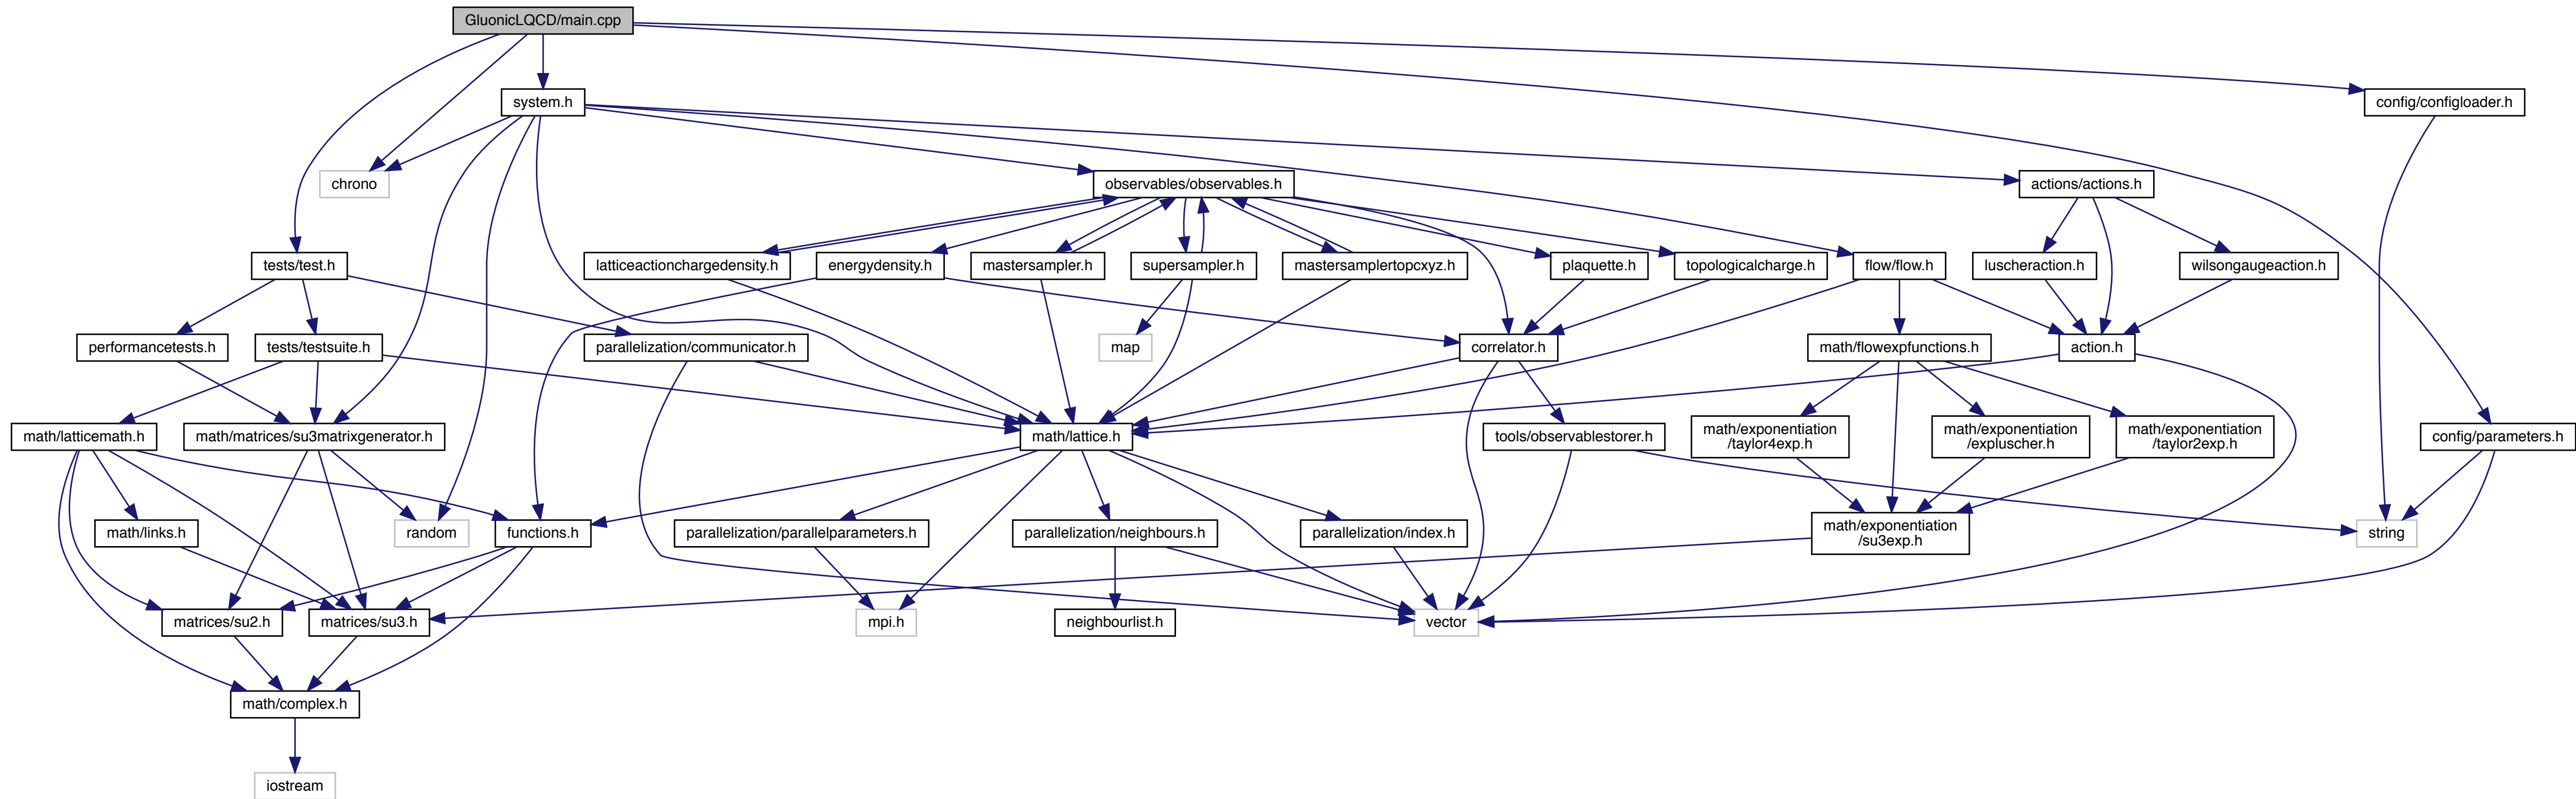 GluonicLQCD/main.cpp
system.h
config/configloader.h
chrono
observables/observables.h
actions/actions.h
tests/test.h
latticeactionchargedensity.h
energydensity.h
mastersampler.h
supersampler.h
mastersamplertopcxyz.h
plaquette.h
topologicalcharge.h
flow/flow.h
luscheraction.h
wilsongaugeaction.h
performancetests.h
tests/testsuite.h
parallelization/communicator.h
map
correlator.h
math/flowexpfunctions.h
action.h
math/latticemath.h
math/matrices/su3matrixgenerator.h
math/lattice.h
tools/observablestorer.h
math/exponentiation
/taylor4exp.h
math/exponentiation
/expluscher.h
math/exponentiation
/taylor2exp.h
config/parameters.h
math/links.h
random
functions.h
parallelization/parallelparameters.h
parallelization/neighbours.h
parallelization/index.h
math/exponentiation
/su3exp.h
string
matrices/su2.h
matrices/su3.h
mpi.h
neighbourlist.h
vector
math/complex.h
iostream